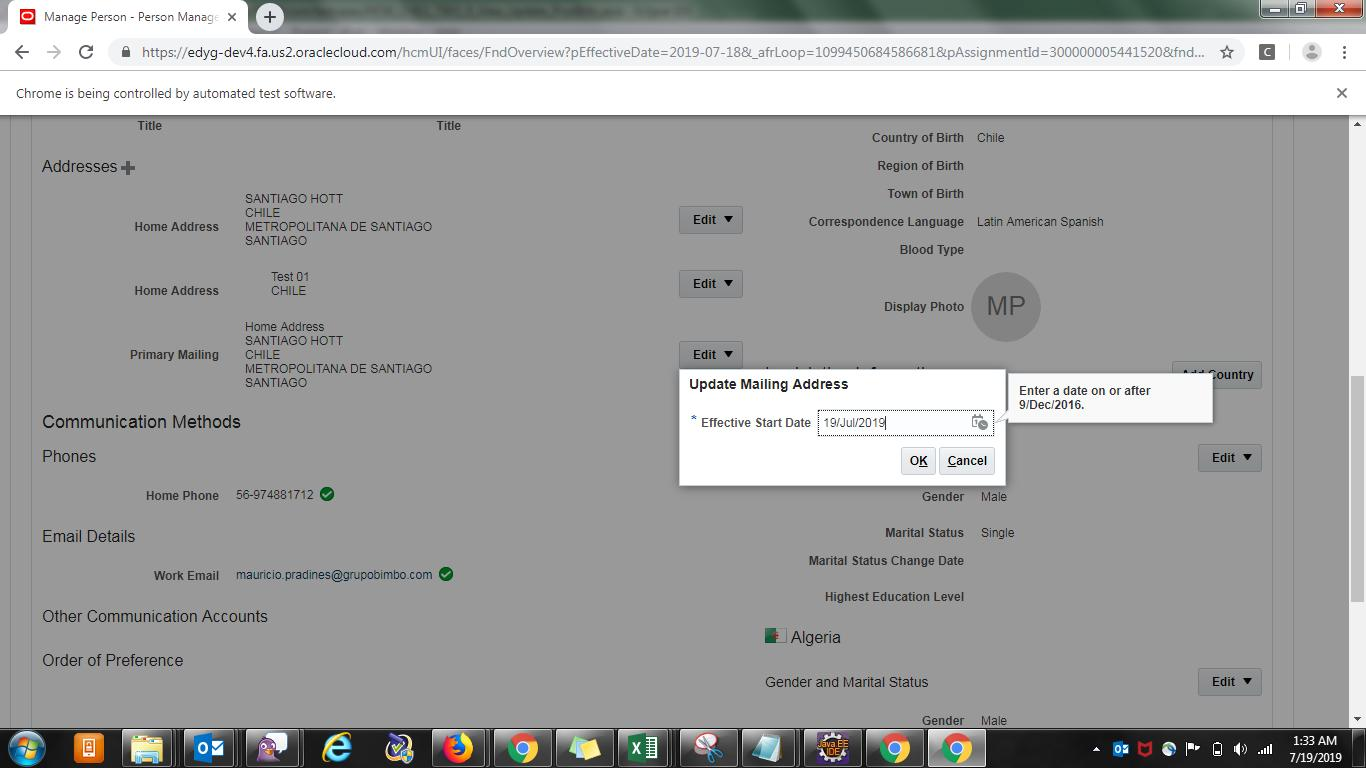 Manage Person - Person Manage
https://edyg-dev4.fa.us2.oraclecloud.com/hcmUI/faces/FndOverview?pEffectiveDate=2019-07-18&_afrLoop=1099450684586681&pAssignmentId=300000005441520&fnd...
Chrome is being controlled by automated test software.
Title
Title
Addresses
Home Address
SANTIAGO HOTT
CHILE
METROPOLITANA DE SANTIAGO
SANTIAGO
Edit
Home Address
Test 01
CHILE
Edit
Primary Mailing
Home Address
SANTIAGO HOTT
CHILE
METROPOLITANA DE SANTIAGO
SANTIAGO
Edit
Communication Methods
Phones
Home Phone 56-974881712
Email Details
Work Email mauricio.pradines@grupobimbo.com
Other Communication Accounts
Order of Preference
Country of Birth Chile
Region of Birth
Town of Birth
Correspondence Language Latin American Spanish
Blood Type
Display Photo MP
Add Country
Update Mailing Address
* Effective Start Date 19/Jul/2019
OK Cancel
Enter a date on or after
9/Dec/2016.
Edit
Gender Male
Marital Status Single
Marital Status Change Date
Highest Education Level
Algeria
Gender and Marital Status
Edit
Gender Male
Java EE
IDE
1:33 AM
7/19/2019